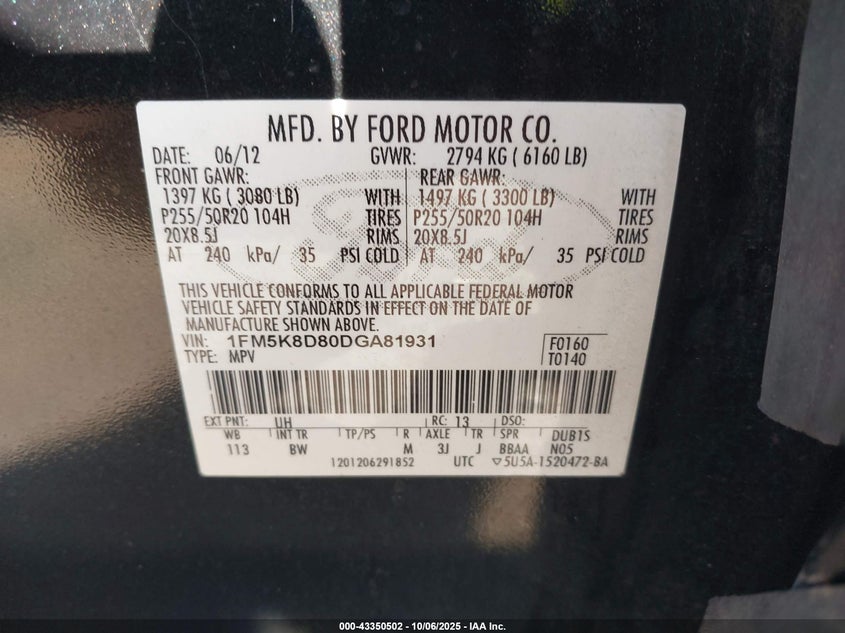 MFD. BY FORD MOTOR CO.
DATE: 06/12 GVWR: 2794 KG ( 6160 LB)
FRONT GAWR: REAR GAWR:
1397 KG ( 3080 LB) WITH 1497 KG ( 3300 LB) WITH
P255/50R20 104H TIRES P255/50R20 104H TIRES
20X8.5J RIMS 20X8.5J RIMS
AT 240 kPa/ 35 PSI COLD AT 240 kPa/ 35 PSI COLD
Ford
THIS VEHICLE CONFORMS TO ALL APPLICABLE FEDERAL MOTOR
VEHICLE SAFETY STANDARDS IN EFFECT ON THE DATE OF
MANUFACTURE SHOWN ABOVE.
VIN: 1FM5K8D80DGA81931 F0160
TYPE: MPV T0140
EXT PNT: UH RC: 13 DSO:
WB INT TR TP/PS R AXLE TR SPR DUB1S
113 BW M 3J J BBAA N05
1201206291852 UTC ▽5U5A-1520472-BA
000-43350502 - 10/06/2025 - IAA Inc.